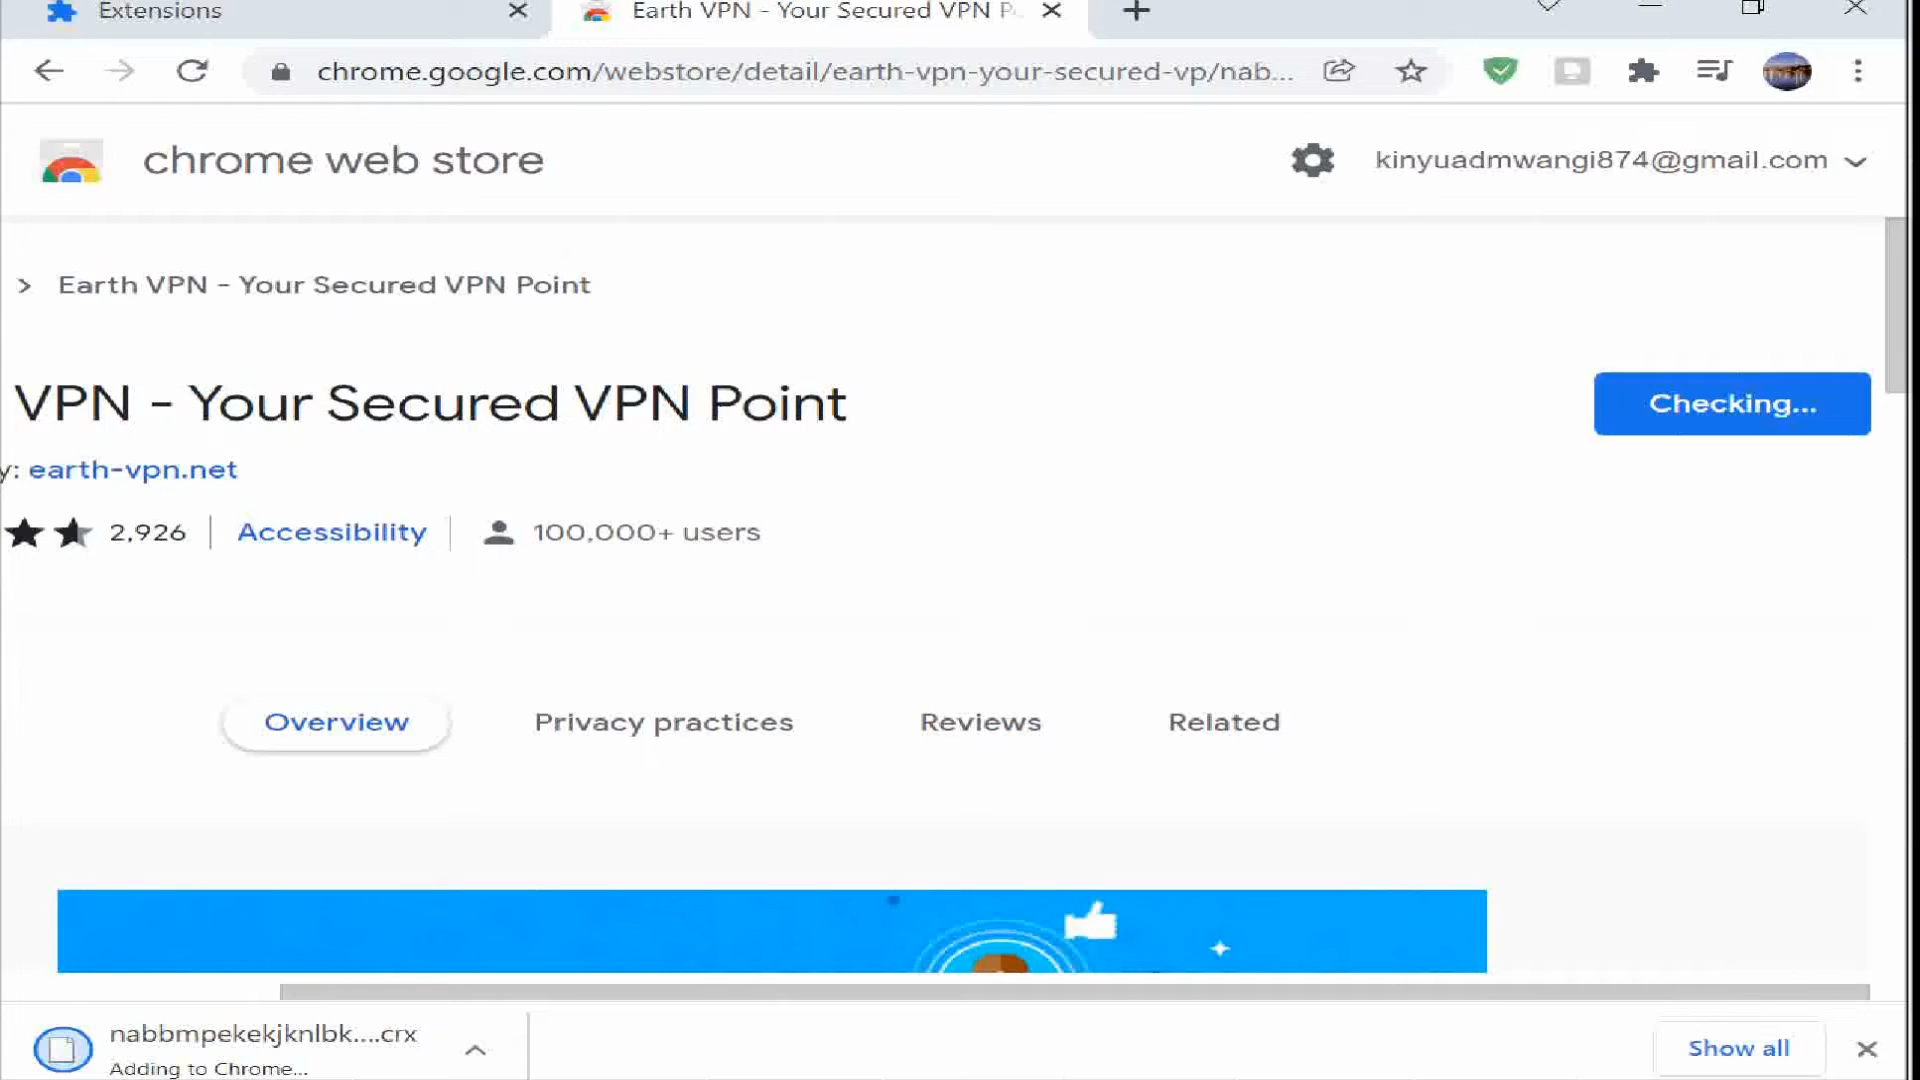 Extensions
Earth VPN - Your Secured VPN P
chrome.google.com/webstore/detail/earth-vpn-your-secured-vp/nab...
chrome web store
kinyuadmwangi874@gmail.com
> Earth VPN - Your Secured VPN Point
VPN - Your Secured VPN Point
Checking...
y: earth-vpn.net
2,926
Accessibility
100,000+ users
Overview
Privacy practices
Reviews
Related
nabbmpekekjknlbk....crx
Adding to Chrome...
Show all